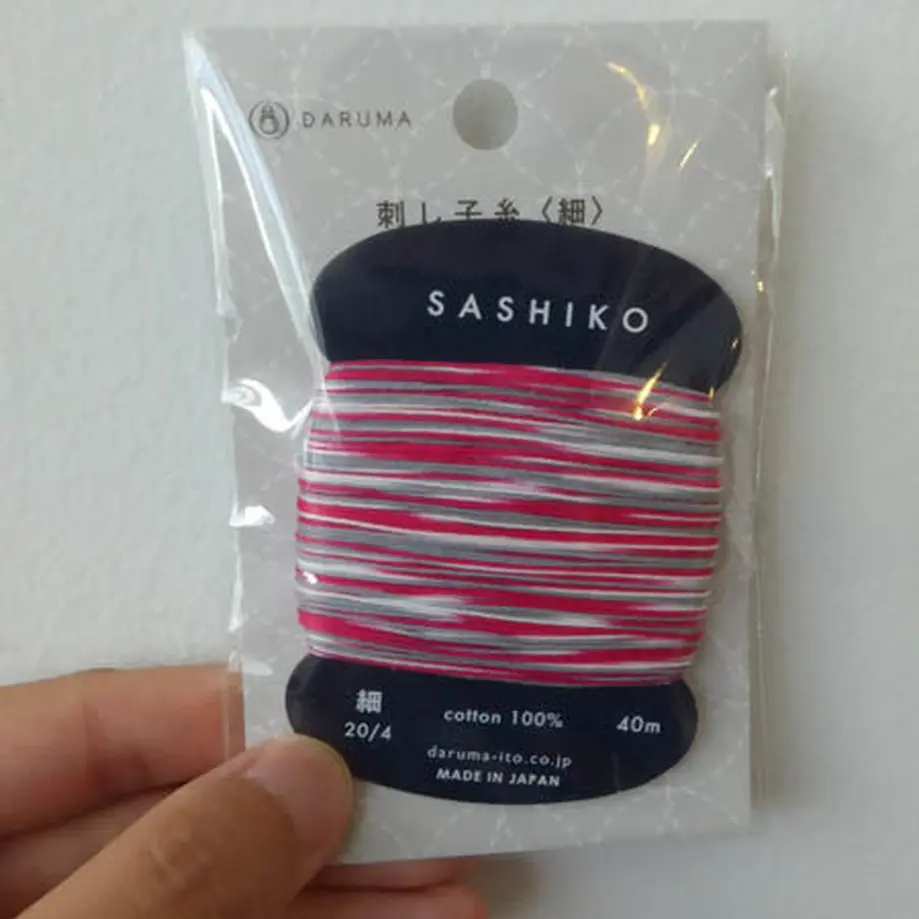 DARUMA
刺し子糸〈細〉
SASHIKO
細
20/4
cotton 100%
40m
daruma-ito.co.jp
MADE IN JAPAN